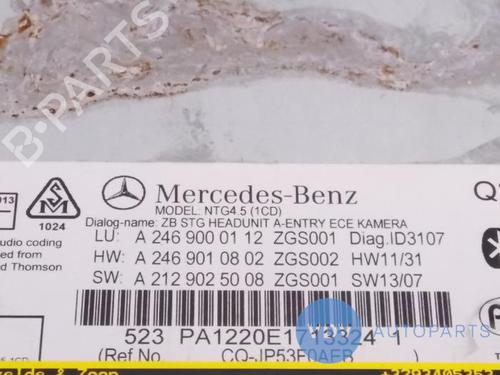 B-PARTS
Mercedes-Benz
MODEL: NTG4.5 (1CD)
Dialog-name: ZB STG HEADUNIT A-ENTRY ECE KAMERA
LU: A 246 900 01 12 ZGS001 Diag.ID3107
HW: A 246 901 08 02 ZGS002 HW11/31
SW: A 212 902 50 08 ZGS001 SW13/07
1024
udio coding
d Thomson
VDV AUTOPARTS
523 PA1220E1713324 1
(Ref No. CQ-JP53F0AEB )